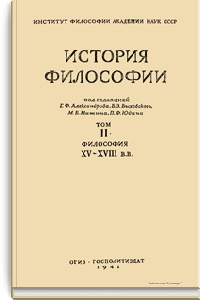 ИНСТИТУТ ФИЛОСОФИИ АКАДЕМИИ НАУК СССР
ИСТОРИЯ
ФИЛОСОФИИ
ПОД РЕДАКЦИЕЙ
Г.Ф. Александрова, Б.Э. Быховского,
М.Б. Митина, П.Ф. Юдина
ТОМ
II
ФИЛОСОФИЯ
XV–XVIII В.В.
ОГИЗ–ГОСПОЛИТИЗДАТ
1941